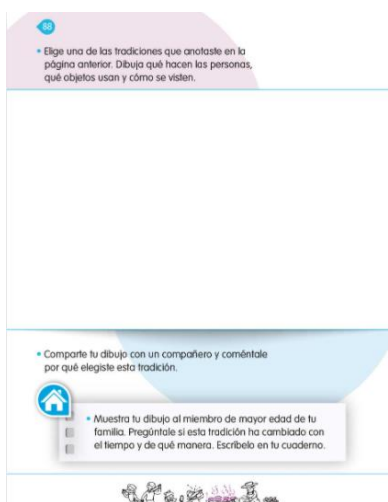 88
• Elige una de las tradiciones que anotaste en la
página anterior. Dibuja qué hacen las personas,
qué objetos usan y cómo se visten.
• Comparte tu dibujo con un compañero y coméntale
por qué elegiste esta tradición.
• Muestra tu dibujo al miembro de mayor edad de tu
familia. Pregúntale si esta tradición ha cambiado con
el tiempo y de qué manera. Escríbelo en tu cuaderno.